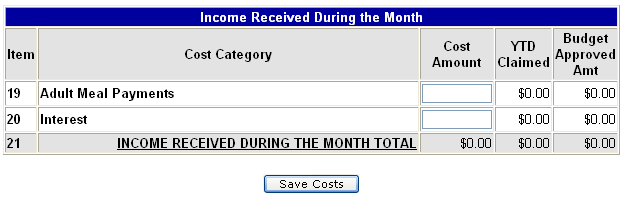 Income Received During the Month
Item Cost Category Cost Amount YTD Claimed Budget Approved Amt
19 Adult Meal Payments $0.00 $0.00
20 Interest $0.00 $0.00
21 INCOME RECEIVED DURING THE MONTH TOTAL $0.00 $0.00 $0.00
Save Costs